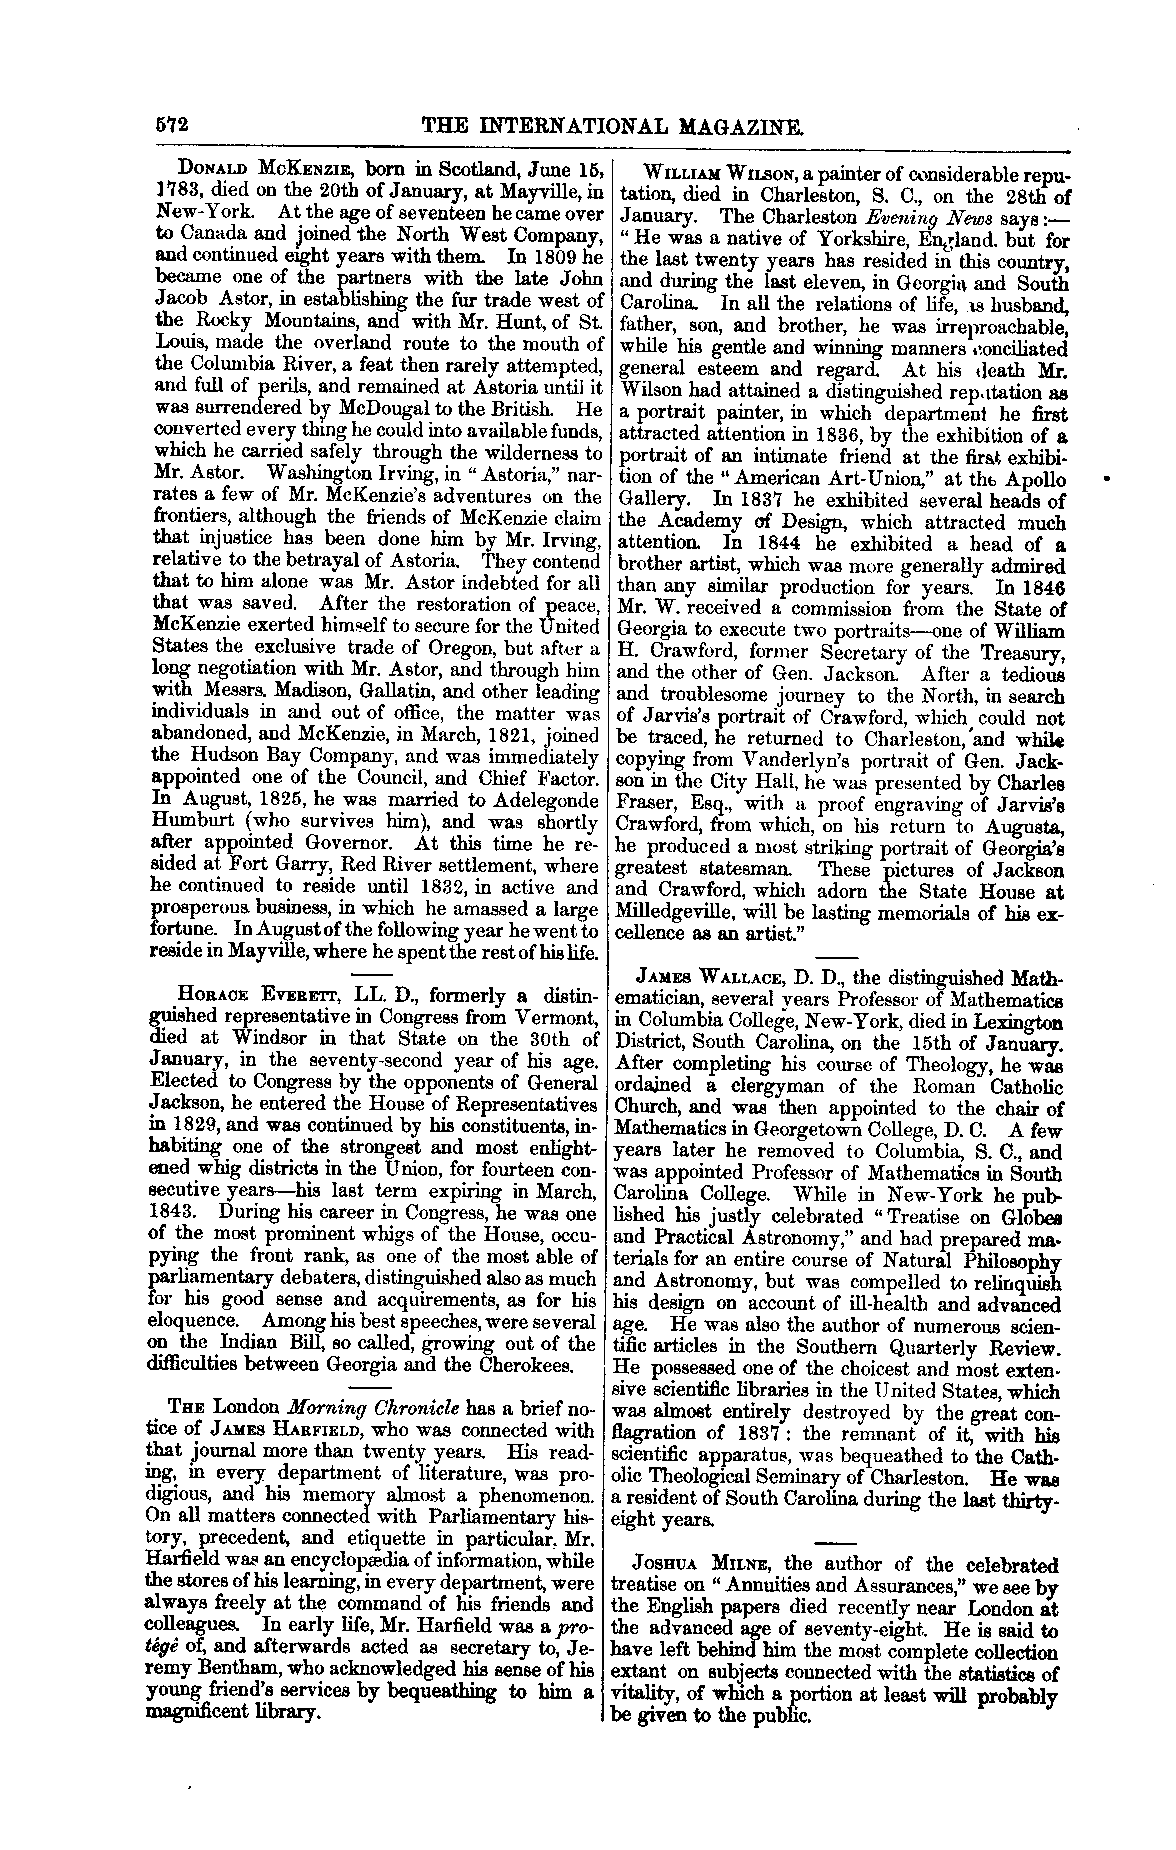 572 THE INTERNATIONAL MAGAZINE.
DONALD MCKENZIE, born in Scotland, June 15,
1783, died on the 20th of January, at Mayville, in
New-York. At the age of seventeen he came over
to Canada and joined the North West Company,
and continued eight years with them. In 1809 he
became one of the partners with the late John
Jacob Astor, in establishing the fur trade west of
the Rocky Mountains, and with Mr. Hunt, of St.
Louis, made the overland route to the mouth of
the Columbia River, a feat then rarely attempted,
and full of perils, and remained at Astoria until it
was surrendered by McDougal to the British. He
converted every thing he could into available funds,
which he carried safely through the wilderness to
Mr. Astor. Washington Irving, in "Astoria," nar-
rates a few of Mr. McKenzie's adventures on the
frontiers, although the friends of McKenzie claim
that injustice has been done him by Mr. Irving,
relative to the betrayal of Astoria. They contend
that to him alone was Mr. Astor indebted for all
that was saved. After the restoration of peace,
McKenzie exerted himself to secure for the United
States the exclusive trade of Oregon, but after a
long negotiation with Mr. Astor, and through him
with Messrs. Madison, Gallatin, and other leading
individuals in and out of office, the matter was
abandoned, and McKenzie, in March, 1821, joined
the Hudson Bay Company, and was immediately
appointed one of the Council, and Chief Factor.
In August, 1825, he was married to Adelegonde
Humburt (who survives him), and was shortly
after appointed Governor. At this time he re-
sided at Fort Garry, Red River settlement, where
he continued to reside until 1832, in active and
prosperous business, in which he amassed a large
fortune. In August of the following year he went to
reside in Mayville, where he spent the rest of his life.
HORACE EVERETT, LL. D., formerly a distin-
guished representative in Congress from Vermont,
died at Windsor in that State on the 30th of
January, in the seventy-second year of his age.
Elected to Congress by the opponents of General
Jackson, he entered the House of Representatives
in 1829, and was continued by his constituents, in-
habiting one of the strongest and most enlight-
ened whig districts in the Union, for fourteen con-
secutive years—his last term expiring in March,
1843. During his career in Congress, he was one
of the most prominent whigs of the House, occu-
pying the front rank, as one of the most able of
parliamentary debaters, distinguished also as much
for his good sense and acquirements, as for his
eloquence. Among his best speeches, were several
on the Indian Bill, so called, growing out of the
difficulties between Georgia and the Cherokees.
THE London Morning Chronicle has a brief no-
tice of JAMES HARFIELD, who was connected with
that journal more than twenty years. His read-
ing, in every department of literature, was pro-
digious, and his memory almost a phenomenon.
On all matters connected with Parliamentary his-
tory, precedent, and etiquette in particular, Mr.
Harfield was an encyclopædia of information, while
the stores of his learning, in every department, were
always freely at the command of his friends and
colleagues. In early life, Mr. Harfield was a pro-
tégé of, and afterwards acted as secretary to, Je-
remy Bentham, who acknowledged his sense of his
young friend's services by bequeathing to him a
magnificent library.
WILLIAM WILSON, a painter of considerable repu-
tation, died in Charleston, S. C., on the 28th of
January. The Charleston Evening News says:—
"He was a native of Yorkshire, England. but for
the last twenty years has resided in this country,
and during the last eleven, in Georgia and South
Carolina. In all the relations of life, as husband,
father, son, and brother, he was irreproachable,
while his gentle and winning manners conciliated
general esteem and regard. At his death Mr.
Wilson had attained a distinguished reputation as
a portrait painter, in which department he first
attracted attention in 1836, by the exhibition of a
portrait of an intimate friend at the first exhibi-
tion of the "American Art-Union," at the Apollo
Gallery. In 1837 he exhibited several heads of
the Academy of Design, which attracted much
attention. In 1844 he exhibited a head of a
brother artist, which was more generally admired
than any similar production for years. In 1846
Mr. W. received a commission from the State of
Georgia to execute two portraits—one of William
H. Crawford, former Secretary of the Treasury,
and the other of Gen. Jackson. After a tedious
and troublesome journey to the North, in search
of Jarvis's portrait of Crawford, which could not
be traced, he returned to Charleston, and while
copying from Vanderlyn's portrait of Gen. Jack-
son in the City Hall, he was presented by Charles
Fraser, Esq., with a proof engraving of Jarvis's
Crawford, from which, on his return to Augusta,
he produced a most striking portrait of Georgia's
greatest statesman. These pictures of Jackson
and Crawford, which adorn the State House at
Milledgeville, will be lasting memorials of his ex-
cellence as an artist."
JAMES WALLACE, D. D., the distinguished Math-
ematician, several years Professor of Mathematics
in Columbia College, New-York, died in Lexington
District, South Carolina, on the 15th of January.
After completing his course of Theology, he was
ordained a clergyman of the Roman Catholic
Church, and was then appointed to the chair of
Mathematics in Georgetown College, D. C. A few
years later he removed to Columbia, S. C., and
was appointed Professor of Mathematics in South
Carolina College. While in New-York he pub-
lished his justly celebrated "Treatise on Globes
and Practical Astronomy," and had prepared ma-
terials for an entire course of Natural Philosophy
and Astronomy, but was compelled to relinquish
his design on account of ill-health and advanced
age. He was also the author of numerous scien-
tific articles in the Southern Quarterly Review.
He possessed one of the choicest and most exten-
sive scientific libraries in the United States, which
was almost entirely destroyed by the great con-
flagration of 1837: the remnant of it, with his
scientific apparatus, was bequeathed to the Cath-
olic Theological Seminary of Charleston. He was
a resident of South Carolina during the last thirty-
eight years.
JOSHUA MILNE, the author of the celebrated
treatise on "Annuities and Assurances," we see by
the English papers died recently near London at
the advanced age of seventy-eight. He is said to
have left behind him the most complete collection
extant on subjects connected with the statistics of
vitality, of which a portion at least will probably
be given to the public.